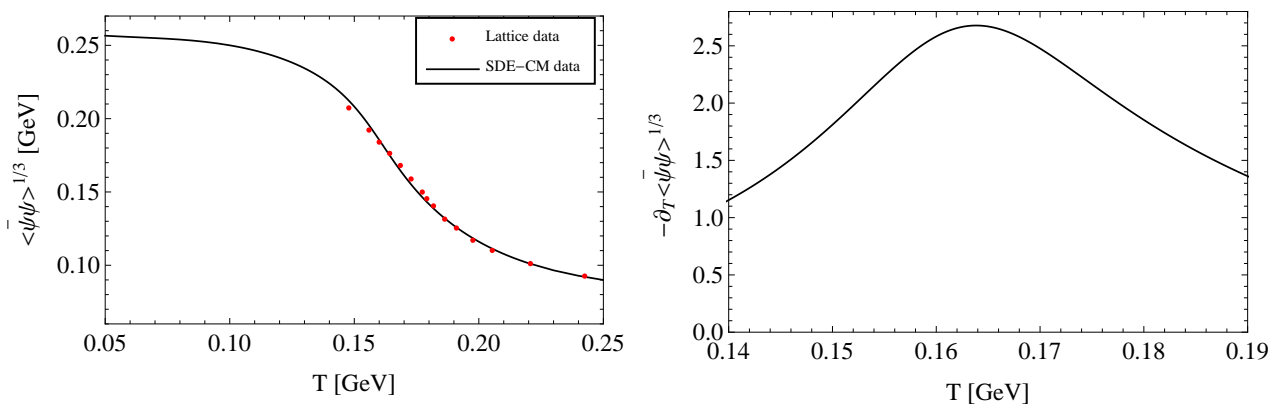 Lattice data
SDE−CM data
0.25
0.20
0.15
0.10
<ψ̄ψ>^{1/3} [GeV]
0.05 0.10 0.15 0.20 0.25
T [GeV]
2.5
2.0
1.5
1.0
0.5
0.0
−∂_T<ψ̄ψ>^{1/3}
0.14 0.15 0.16 0.17 0.18 0.19
T [GeV]